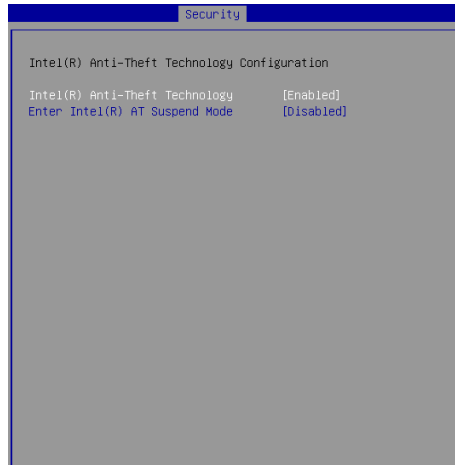 Security
Intel(R) Anti-Theft Technology Configuration
Intel(R) Anti-Theft Technology [Enabled]
Enter Intel(R) AT Suspend Mode [Disabled]